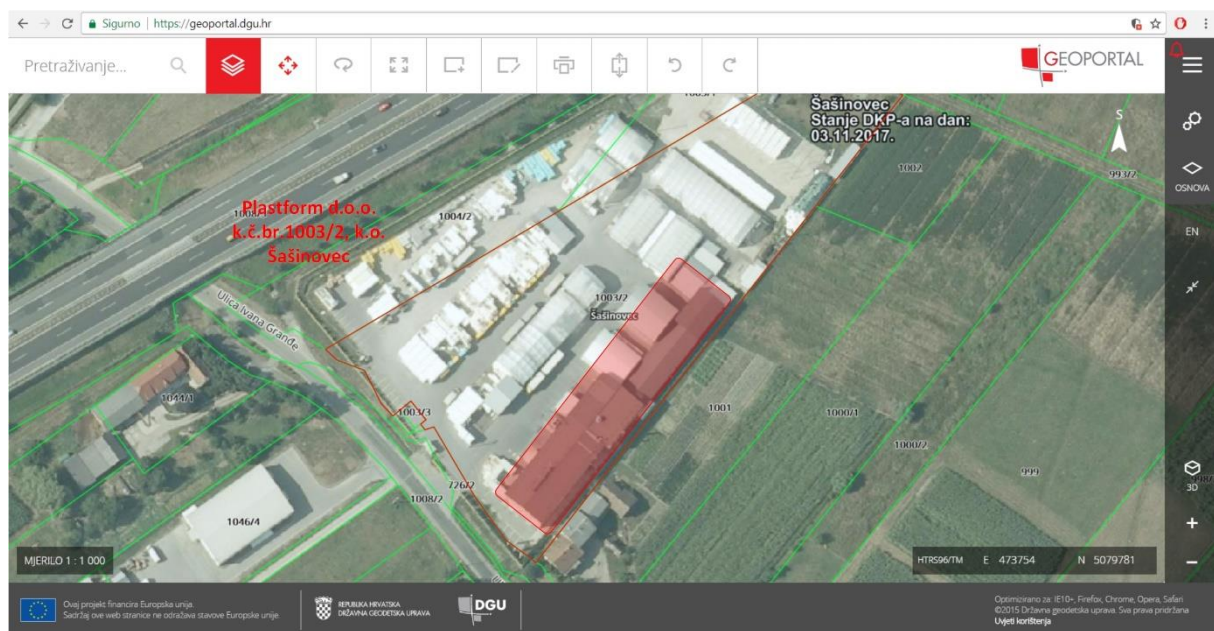 Sigurno | https://geoportal.dgu.hr
Pretraživanje...
GEOPORTAL
Šašinovec
Stanje DKP-a na dan:
03.11.2017.
S
1002
993/2
OSNOVA
Plastform d.o.o.
k.č.br.1003/2, k.o.
Šašinovec
1004/2
EN
Ulica Ivana Granđe
1003/2
Šašinovec
1044/1
1003/3
1001
1000/1
1000/2
999
726/2
1008/2
1046/4
3D
MJERILO 1 : 1 000
HTRS96/TM E 473754 N 5079781
Ovaj projekt financira Europska unija.
Sadržaj ove web stranice ne odražava stavove Europske unije.
REPUBLIKA HRVATSKA
DRŽAVNA GEODETSKA UPRAVA
DGU
Optimizirano za: IE10+, Firefox, Chrome, Opera, Safari
©2015 Državna geodetska uprava. Sva prava pridržana
Uvjeti korištenja